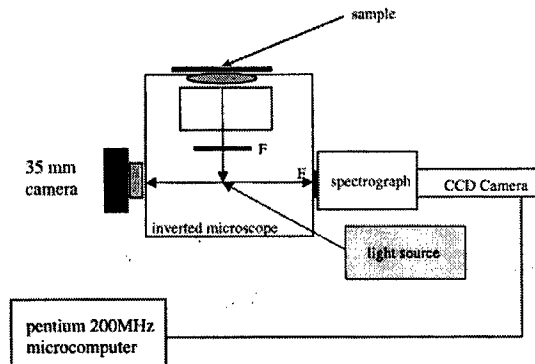 sample
F
35 mm
camera
F
spectrograph
CCD Camera
inverted microscope
light source
pentium 200MHz
microcomputer